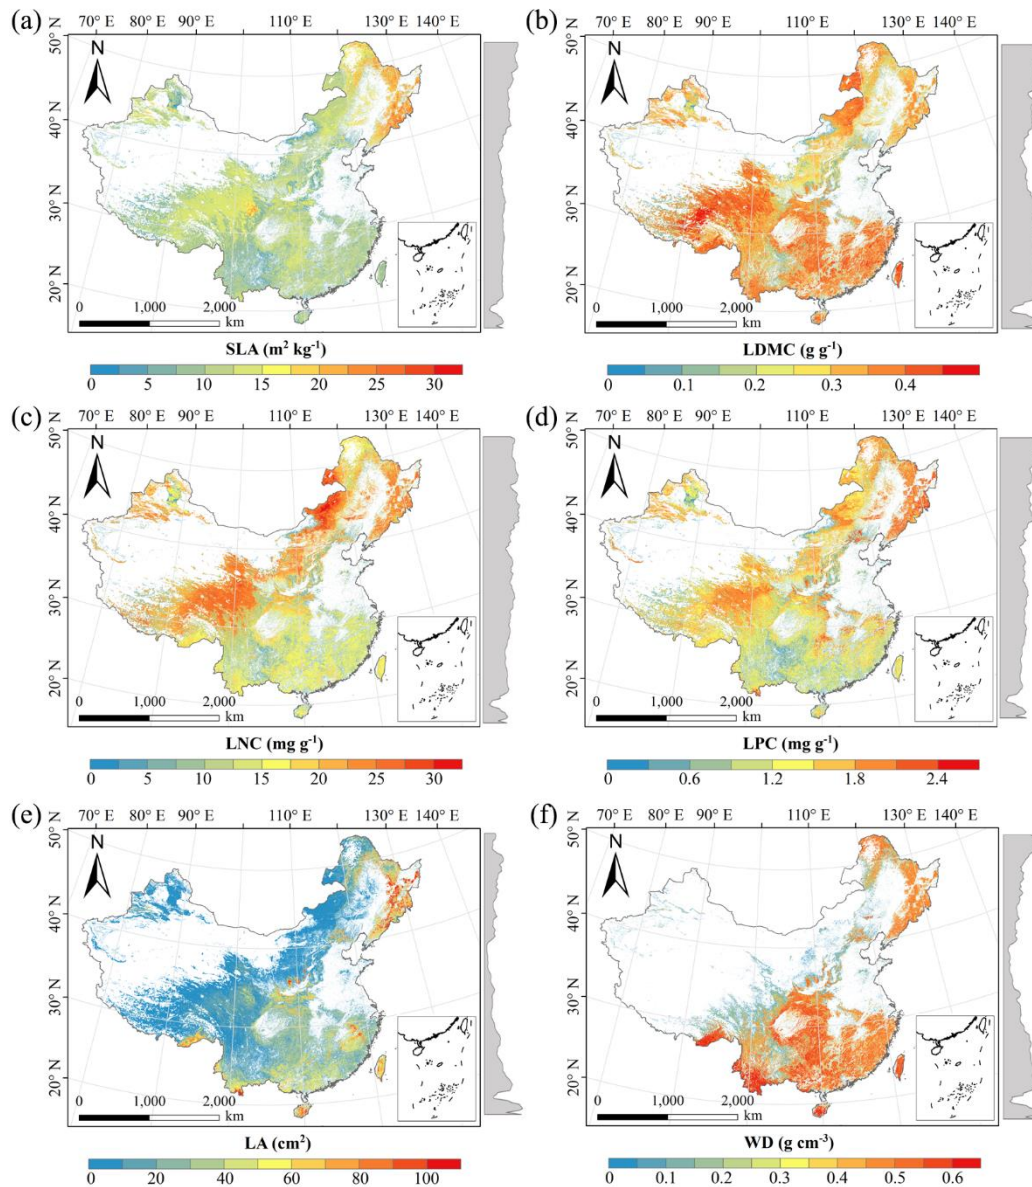 (a) 70° E 80° E 90° E 110° E 130° E 140° E
50° N
40° N
30° N
20° N
N
0 1,000 2,000
km
SLA (m² kg⁻¹)
0 5 10 15 20 25 30
(b) 70° E 80° E 90° E 110° E 130° E 140° E
50° N
40° N
30° N
20° N
N
0 1,000 2,000
km
LDMC (g g⁻¹)
0 0.1 0.2 0.3 0.4
(c) 70° E 80° E 90° E 110° E 130° E 140° E
50° N
40° N
30° N
20° N
N
0 1,000 2,000
km
LNC (mg g⁻¹)
0 5 10 15 20 25 30
(d) 70° E 80° E 90° E 110° E 130° E 140° E
50° N
40° N
30° N
20° N
N
0 1,000 2,000
km
LPC (mg g⁻¹)
0 0.6 1.2 1.8 2.4
(e) 70° E 80° E 90° E 110° E 130° E 140° E
50° N
40° N
30° N
20° N
N
0 1,000 2,000
km
LA (cm²)
0 20 40 60 80 100
(f) 70° E 80° E 90° E 110° E 130° E 140° E
50° N
40° N
30° N
20° N
N
0 1,000 2,000
km
WD (g cm⁻³)
0 0.1 0.2 0.3 0.4 0.5 0.6